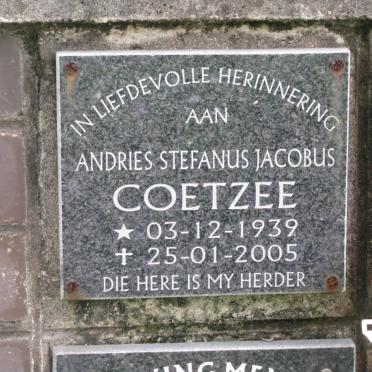 IN LIEFDEVOLLE HERINNERING
AAN
ANDRIES STEFANUS JACOBUS
COETZEE
★ 03-12-1939
✝ 25-01-2005
DIE HERE IS MY HERDER